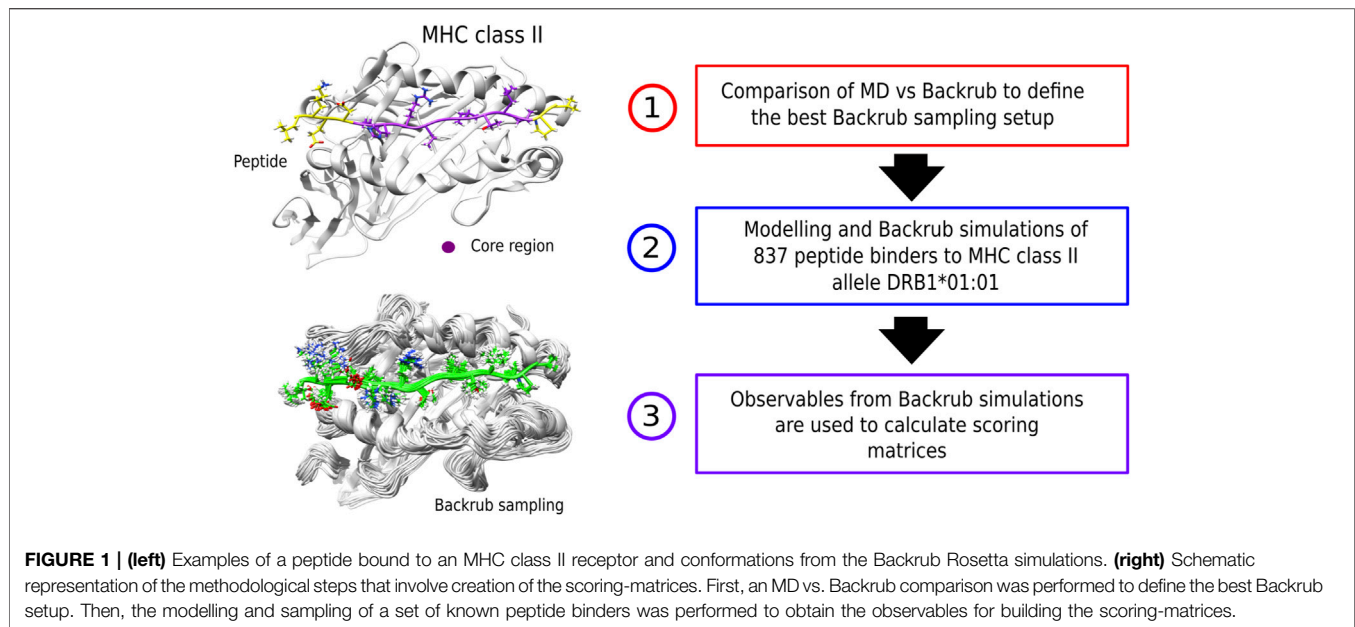 MHC class II
Peptide
Core region
Backrub sampling
1
Comparison of MD vs Backrub to define
the best Backrub sampling setup
2
Modelling and Backrub simulations of
837 peptide binders to MHC class II
allele DRB1*01:01
3
Observables from Backrub simulations
are used to calculate scoring
matrices
FIGURE 1 | (left) Examples of a peptide bound to an MHC class II receptor and conformations from the Backrub Rosetta simulations. (right) Schematic
representation of the methodological steps that involve creation of the scoring-matrices. First, an MD vs. Backrub comparison was performed to define the best Backrub
setup. Then, the modelling and sampling of a set of known peptide binders was performed to obtain the observables for building the scoring-matrices.